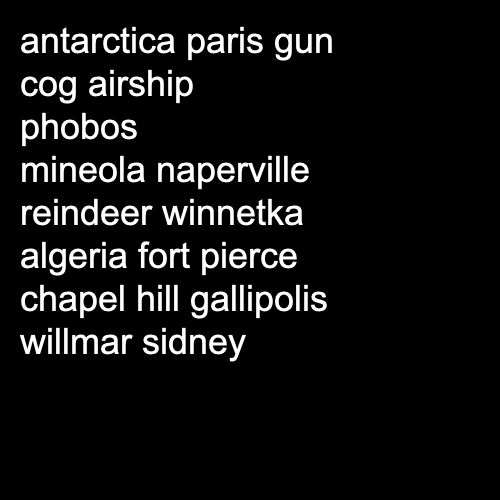 antarctica paris gun
cog airship
phobos
mineola naperville
reindeer winnetka
algeria fort pierce
chapel hill gallipolis
willmar sidney